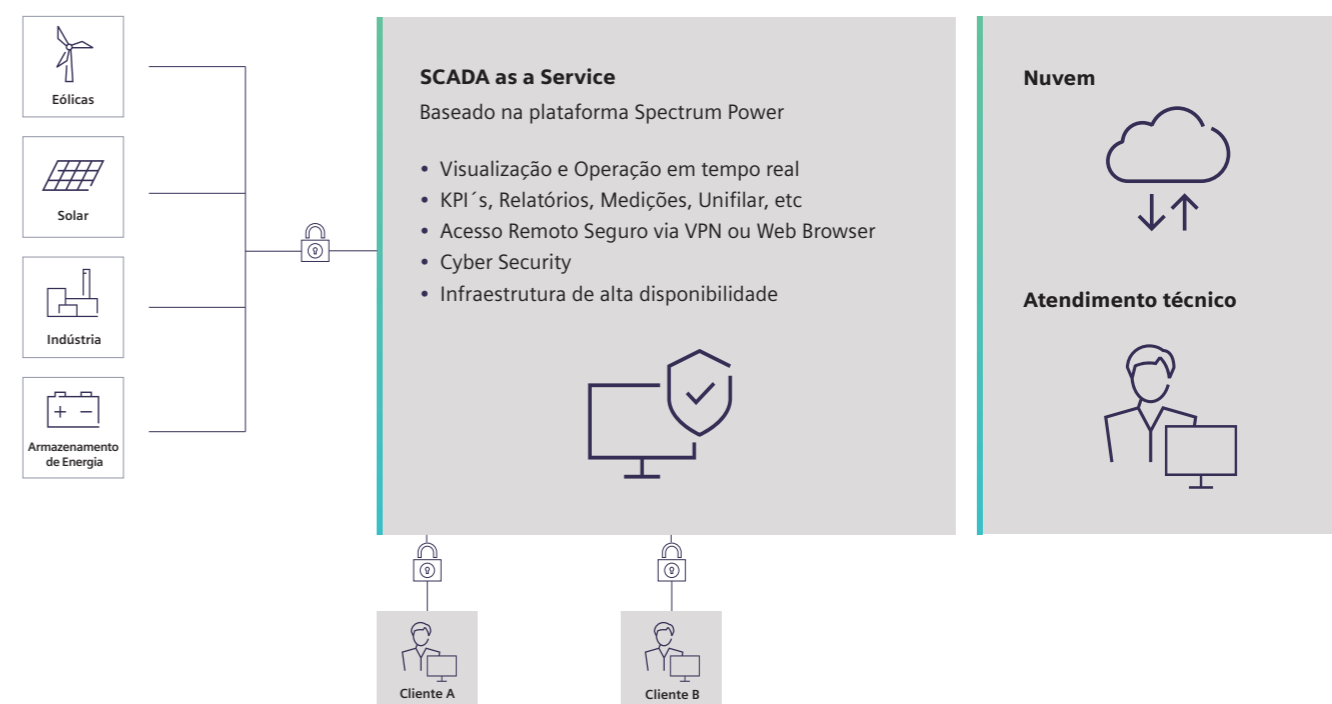 Eólicas
Solar
Indústria
Armazenamento
de Energia
SCADA as a Service
Baseado na plataforma Spectrum Power
• Visualização e Operação em tempo real
• KPI´s, Relatórios, Medições, Unifilar, etc
• Acesso Remoto Seguro via VPN ou Web Browser
• Cyber Security
• Infraestrutura de alta disponibilidade
Nuvem
Atendimento técnico
Cliente A
Cliente B